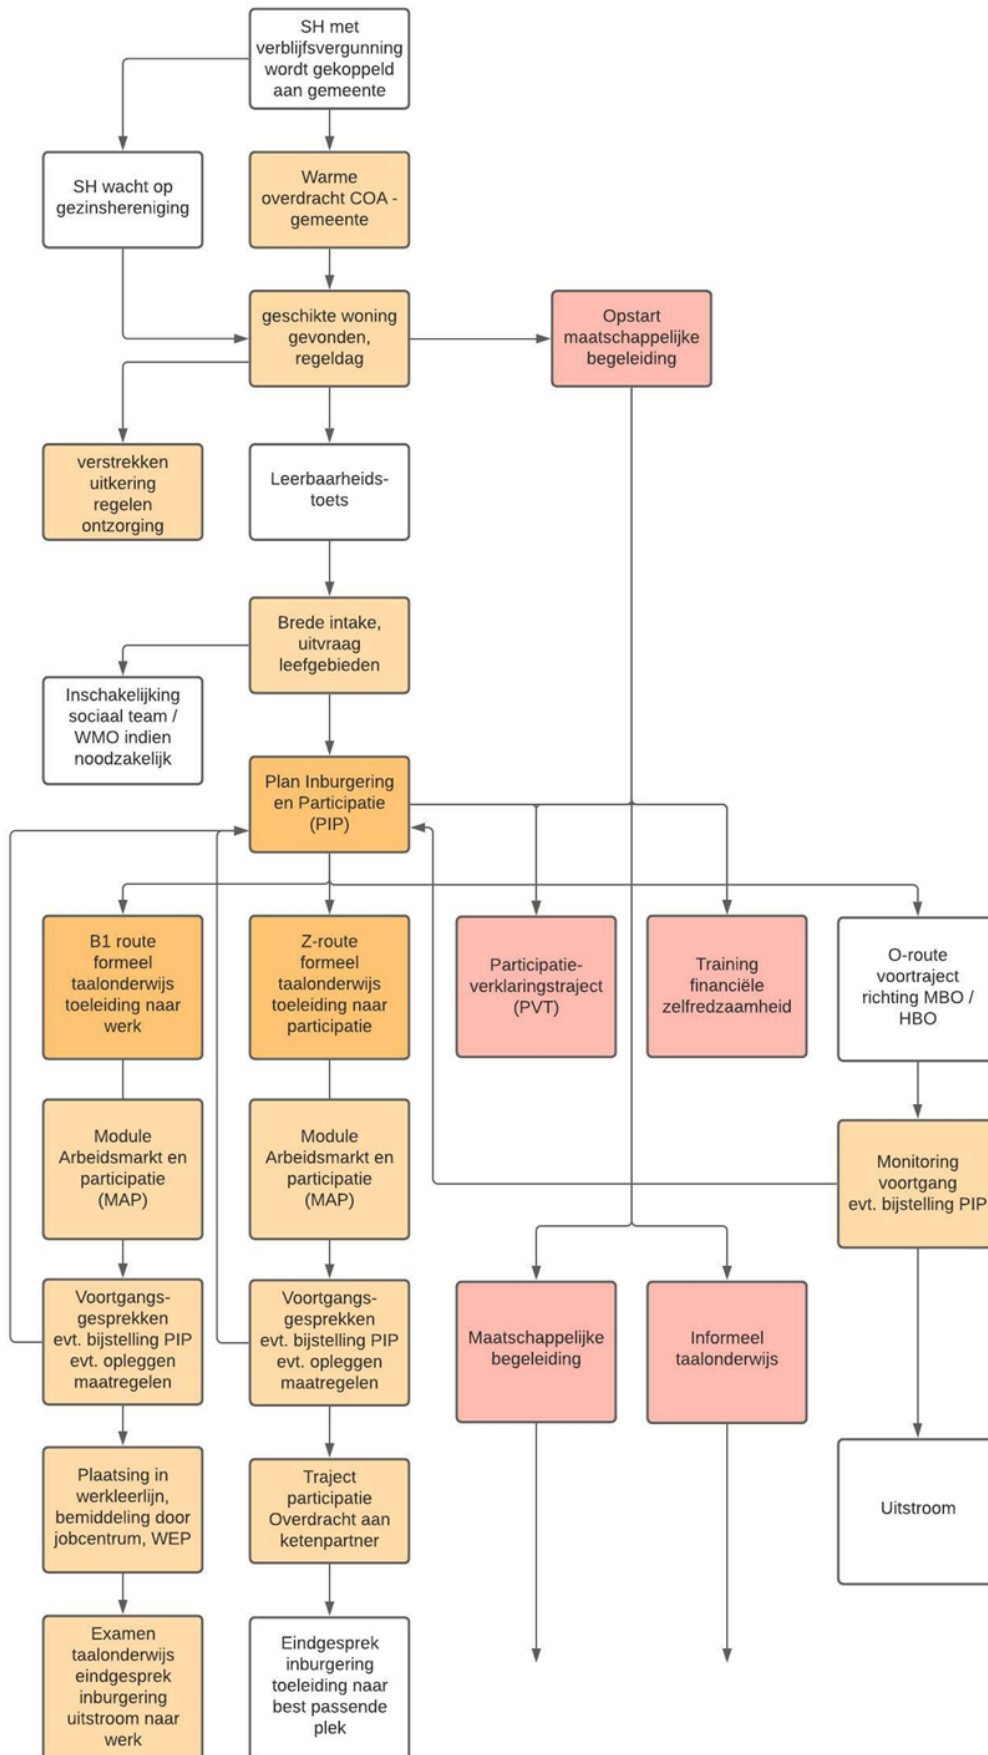 SH met
verblijfsvergunning
wordt gekoppeld
aan gemeente
SH wacht op
gezinshereniging
Warme
overdracht COA -
gemeente
geschikte woning
gevonden,
regeldag
Opstart
maatschappelijke
begeleiding
verstrekken
uitkering
regelen
ontzorging
Leerbaarheids-
toets
Brede intake,
uitvraag
leefgebieden
Inschakelijking
sociaal team /
WMO indien
noodzakelijk
Plan Inburgering
en Participatie
(PIP)
B1 route
formeel
taalonderwijs
toeleiding naar
werk
Z-route
formeel
taalonderwijs
toeleiding naar
participatie
Participatie-
verklaringstraject
(PVT)
Training
financiële
zelfredzaamheid
O-route
voortraject
richting MBO /
HBO
Module
Arbeidsmarkt en
participatie
(MAP)
Module
Arbeidsmarkt en
participatie
(MAP)
Monitoring
voortgang
evt. bijstelling PIP
Voortgangs-
gesprekken
evt. bijstelling PIP
evt. opleggen
maatregelen
Voortgangs-
gesprekken
evt. bijstelling PIP
evt. opleggen
maatregelen
Maatschappelijke
begeleiding
Informeel
taalonderwijs
Plaatsing in
werkleerlijn,
bemiddeling door
jobcentrum, WEP
Traject
participatie
Overdracht aan
ketenpartner
Uitstroom
Examen
taalonderwijs
eindgesprek
inburgering
uitstroom naar
werk
Eindgesprek
inburgering
toeleiding naar
best passende
plek